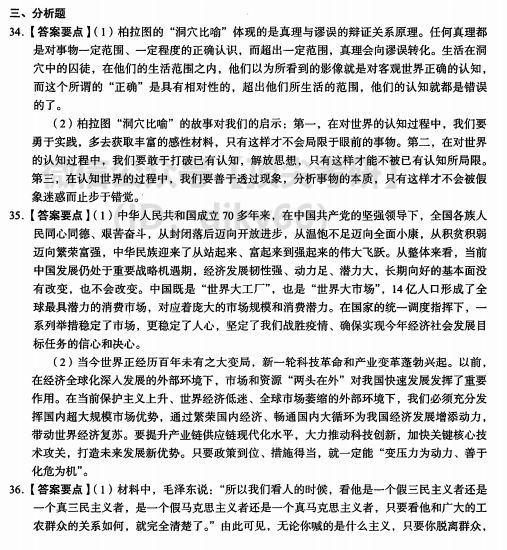 三、分析题
34.【答案要点】（1）柏拉图的“洞穴比喻”体现的是真理与谬误的辩证关系原理。任何真理都
是对事物一定范围、一定程度的正确认识，而超出一定范围，真理会向谬误转化。生活在洞
穴中的囚徒，在他们的生活范围之内，他们以为所看到的影像就是对客观世界正确的认知，
而这个所谓的“正确”是具有相对性的，超出他们所生活的范围，他们的认知就都是错误
的了。
（2）柏拉图“洞穴比喻”的故事对我们的启示：第一，在对世界的认知过程中，我们要
勇于实践，多去获取丰富的感性材料，只有这样才不会局限于眼前的事物。第二，在对世界
的认知过程中，我们要敢于打破已有认知，解放思想，只有这样才能不被已有认知所局限。
第三，在认知世界的过程中，我们要善于透过现象，分析事物的本质，只有这样才不会被假
象迷惑而止步于错觉。
35.【答案要点】（1）中华人民共和国成立 70 多年来，在中国共产党的坚强领导下，全国各族人
民同心同德、艰苦奋斗，从封闭落后迈向开放进步，从温饱不足迈向全面小康，从积贫积弱
迈向繁荣富强，中华民族迎来了从站起来、富起来到强起来的伟大飞跃。从整体来看，当前
中国发展仍处于重要战略机遇期，经济发展韧性强、动力足、潜力大，长期向好的基本面没
有改变，也不会改变。中国既是“世界大工厂”，也是“世界大市场”，14 亿人口形成了全
球最具潜力的消费市场，对应着庞大的市场规模和消费潜力。在国家的统一调度指挥下，一
系列举措稳定了市场，更稳定了人心，坚定了我们战胜疫情、确保实现今年经济社会发展目
标任务的信心和决心。
（2）当今世界正经历百年未有之大变局，新一轮科技革命和产业变革蓬勃兴起。以前，
在经济全球化深入发展的外部环境下，市场和资源“两头在外”对我国快速发展发挥了重要
作用。在当前保护主义上升、世界经济低迷、全球市场萎缩的外部环境下，我们必须充分发
挥国内超大规模市场优势，通过繁荣国内经济、畅通国内大循环为我国经济发展增添动力，
带动世界经济复苏。要提升产业链供应链现代化水平，大力推动科技创新，加快关键核心技
术攻关，打造未来发展新优势。只要政策到位、措施得当，就一定能“变压力为动力、善于
化危为机”。
36.【答案要点】（1）材料中，毛泽东说：“所以我们看人的时候，看他是一个假三民主义者还是
一个真三民主义者，是一个假马克思主义者还是一个真马克思主义者，只要看他和广大的工
农群众的关系如何，就完全清楚了。”由此可见，无论你喊的是什么主义，只要你脱离群众，